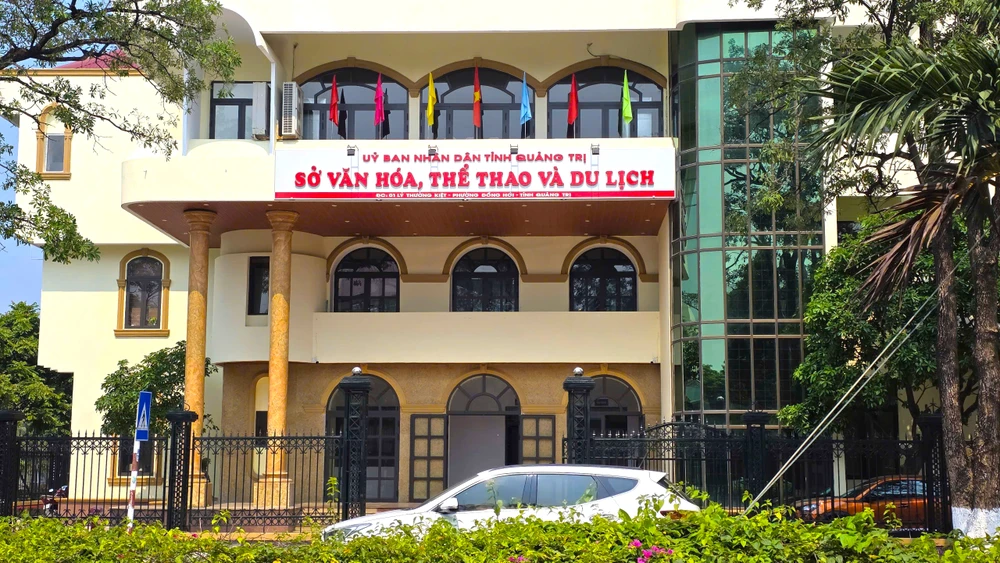 UỶ BAN NHÂN DÂN TỈNH QUẢNG TRỊ
SỞ VĂN HÓA, THỂ THAO VÀ DU LỊCH
ĐC: 21 LÝ THƯỜNG KIỆT - PHƯỜNG ĐỒNG HỚI - TỈNH QUẢNG TRỊ